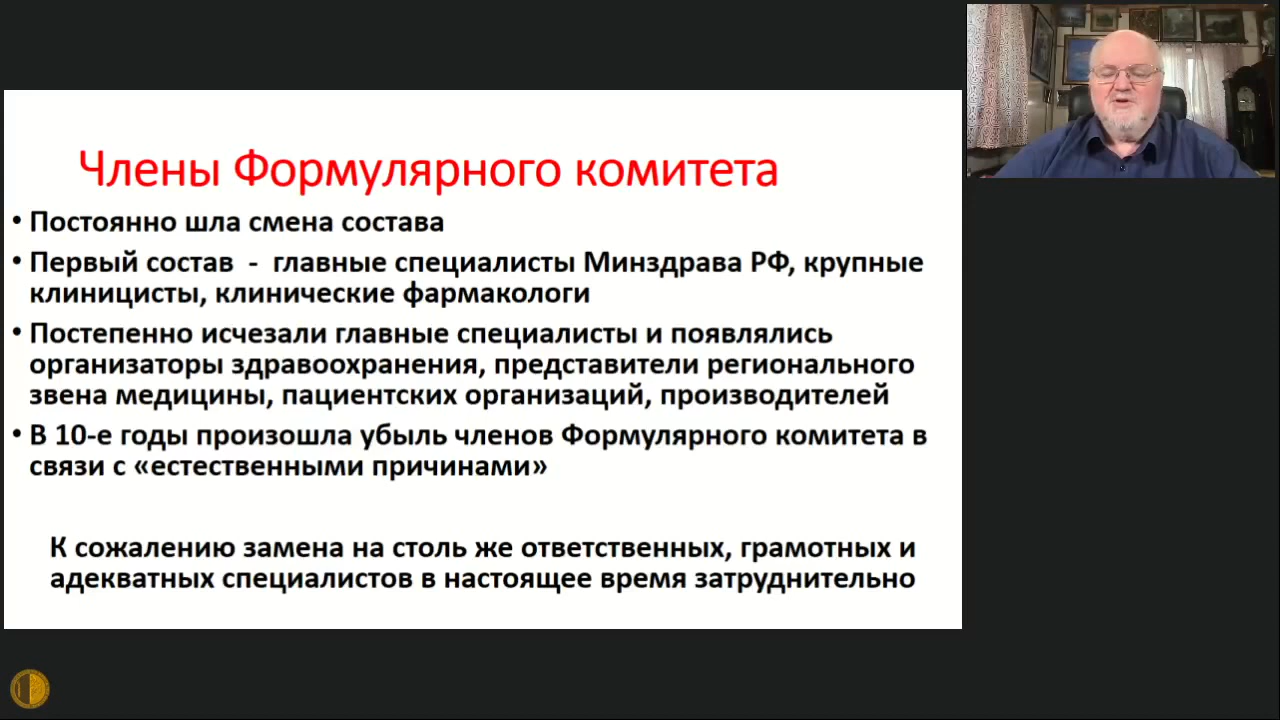 Члены Формулярного комитета
• Постоянно шла смена состава
• Первый состав - главные специалисты Минздрава РФ, крупные
клиницисты, клинические фармакологи
• Постепенно исчезали главные специалисты и появлялись
организаторы здравоохранения, представители регионального
звена медицины, пациентских организаций, производителей
• В 10-е годы произошла убыль членов Формулярного комитета в
связи с «естественными причинами»
К сожалению замена на столь же ответственных, грамотных и
адекватных специалистов в настоящее время затруднительно